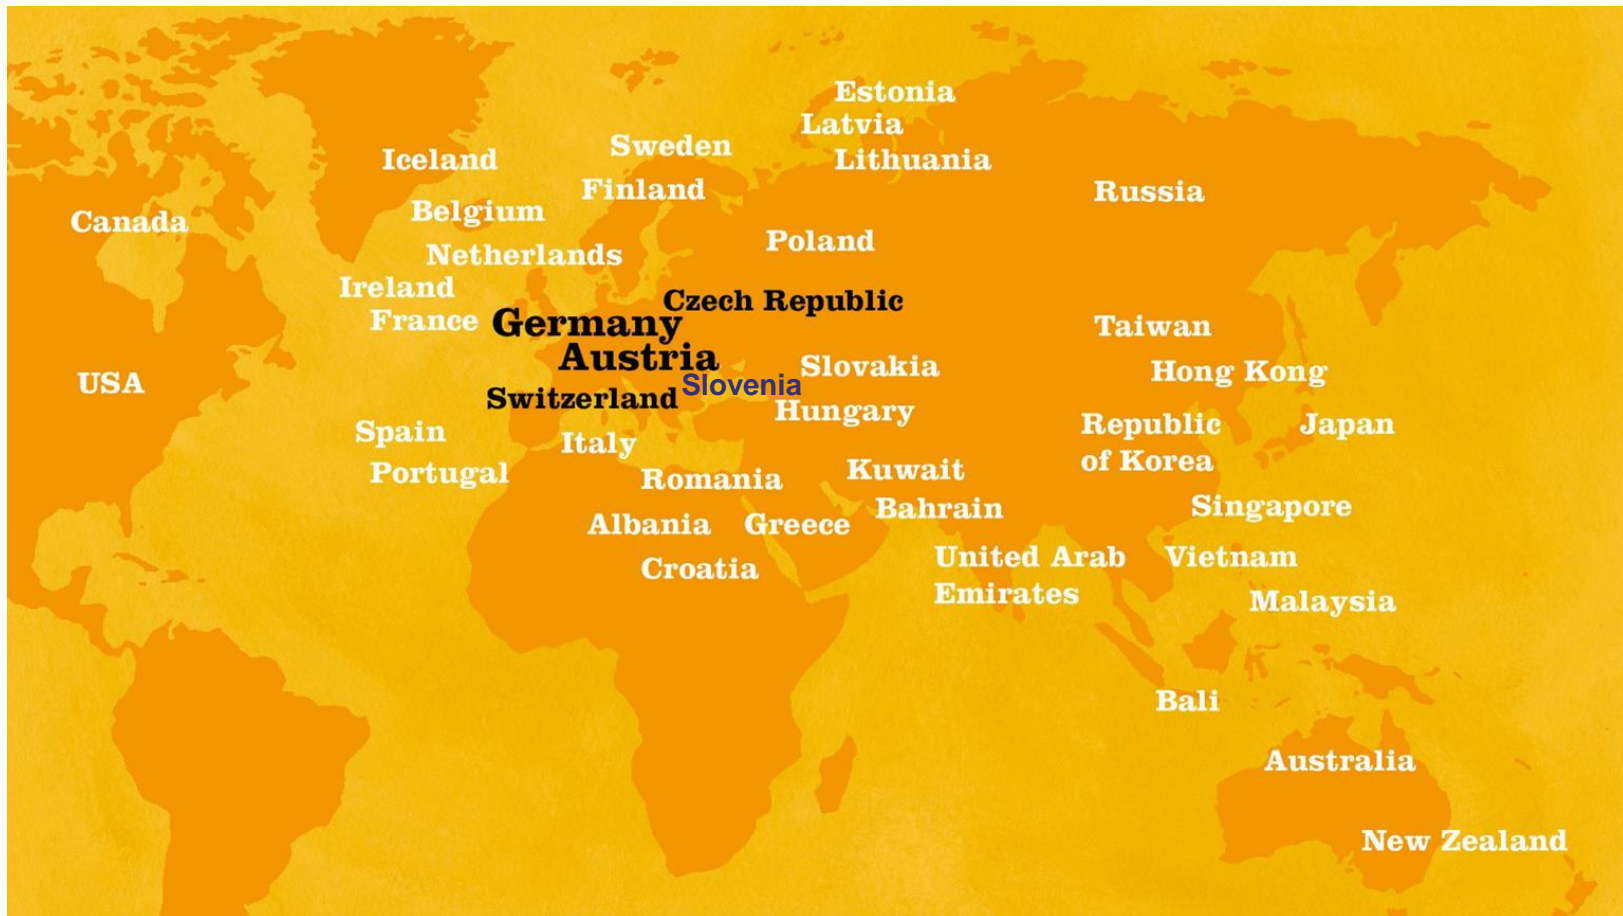 Estonia
Latvia
Sweden
Iceland
Lithuania
Finland
Russia
Belgium
Canada
Poland
Netherlands
Ireland
Czech Republic
France
Germany
Taiwan
Austria
Slovakia
Hong Kong
USA
Slovenia
Switzerland
Hungary
Republic
of Korea
Japan
Spain
Italy
Kuwait
Portugal
Romania
Bahrain
Singapore
Albania
Greece
United Arab
Emirates
Vietnam
Croatia
Malaysia
Bali
Australia
New Zealand